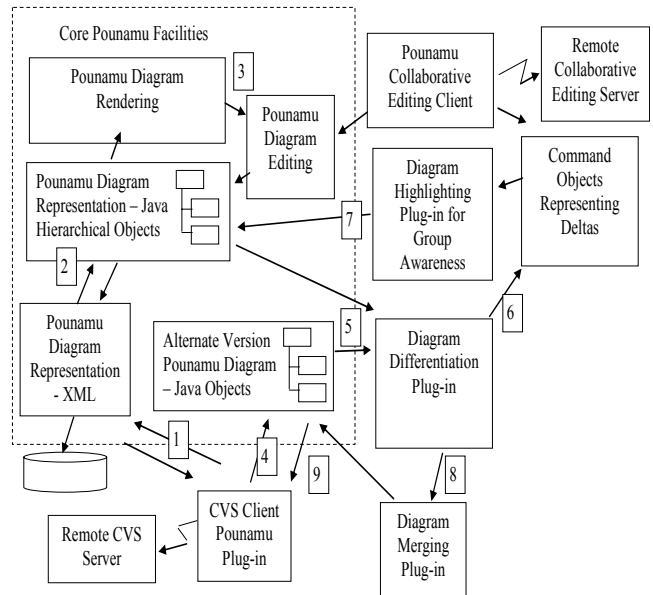 Core Pounamu Facilities
Pounamu Diagram
Rendering
3
Pounamu
Diagram
Editing
Pounamu
Collaborative
Editing Client
Remote
Collaborative
Editing Server
Pounamu Diagram
Representation – Java
Hierarchical Objects
Diagram
Highlighting
Plug-in for
Group
Awareness
Command
Objects
Representing
Deltas
7
2
Pounamu
Diagram
Representation
- XML
Alternate Version
Pounamu Diagram
– Java Objects
5
Diagram
Differentiation
Plug-in
6
1
4
9
8
CVS Client
Pounamu
Plug-in
Remote CVS
Server
Diagram
Merging
Plug-in